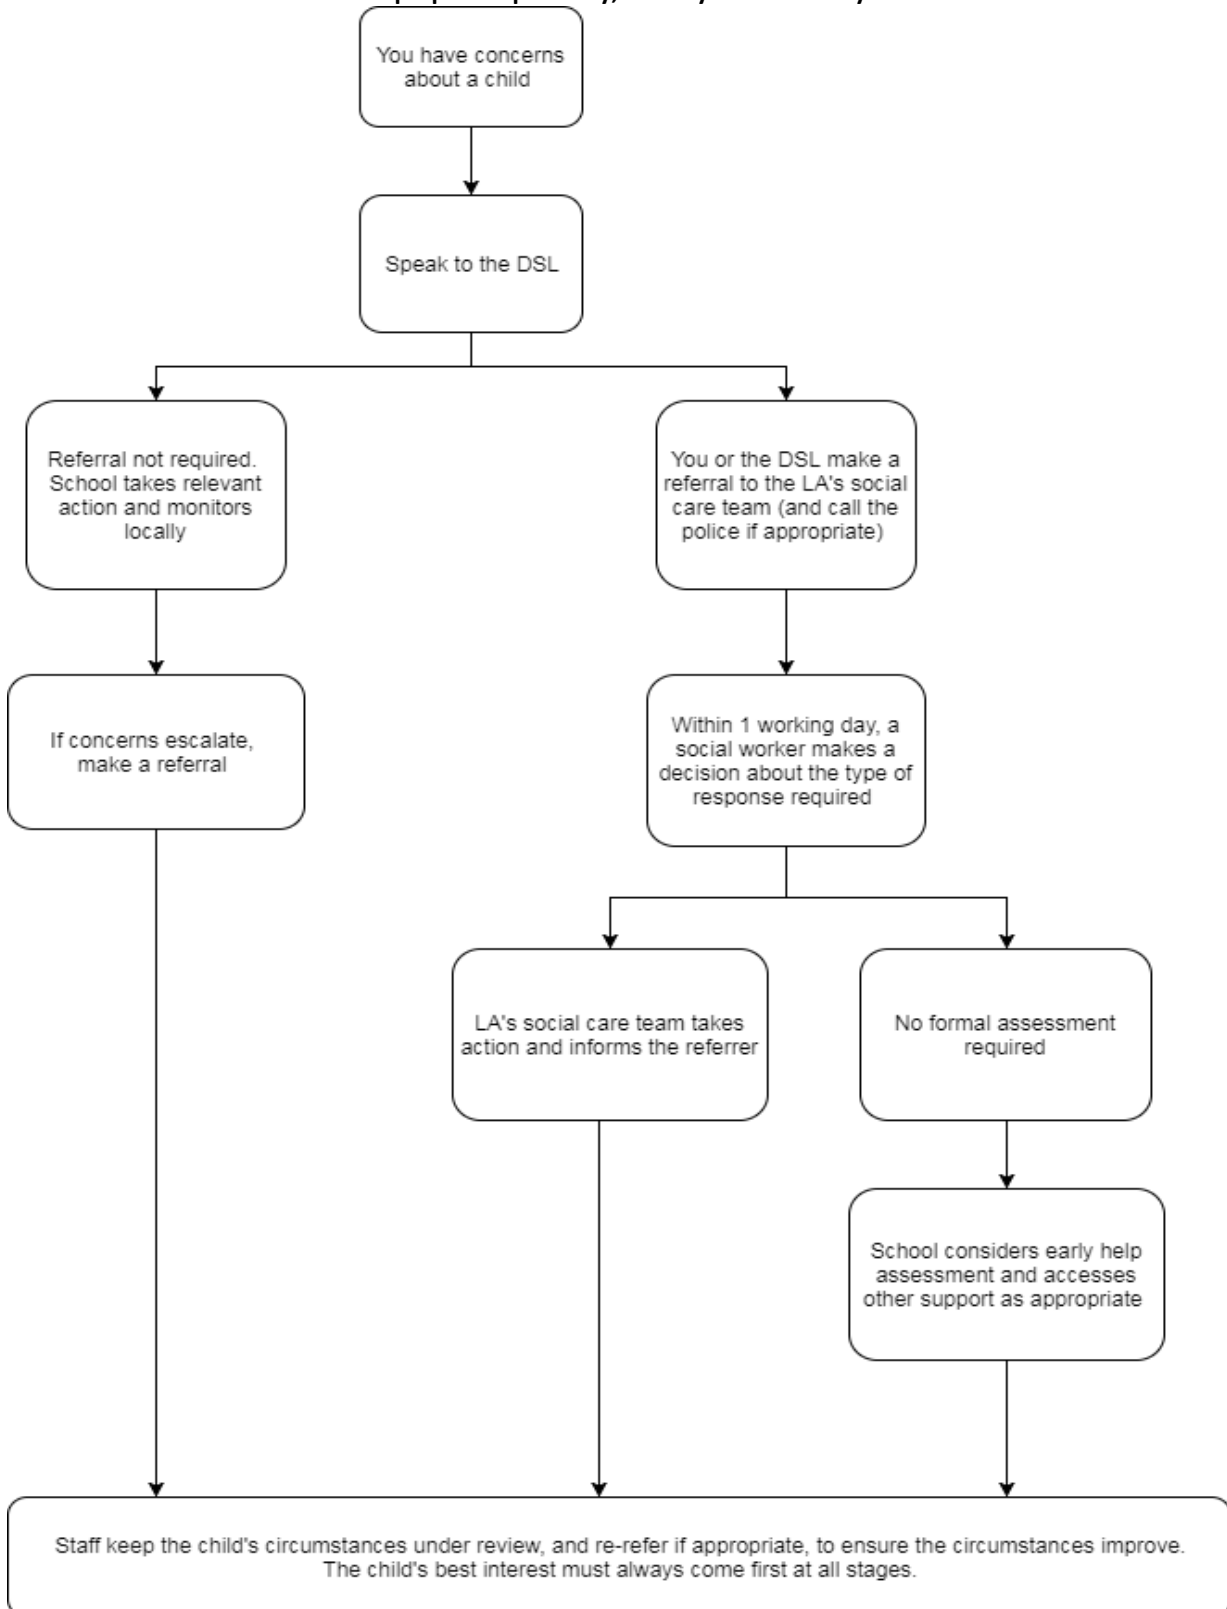 You have concerns
about a child
Speak to the DSL
Referral not required.
School takes relevant
action and monitors
locally
You or the DSL make a
referral to the LA's social
care team (and call the
police if appropriate)
If concerns escalate,
make a referral
Within 1 working day, a
social worker makes a
decision about the type of
response required
LA's social care team takes
action and informs the referrer
No formal assessment
required
School considers early help
assessment and accesses
other support as appropriate
Staff keep the child's circumstances under review, and re-refer if appropriate, to ensure the circumstances improve.
The child's best interest must always come first at all stages.